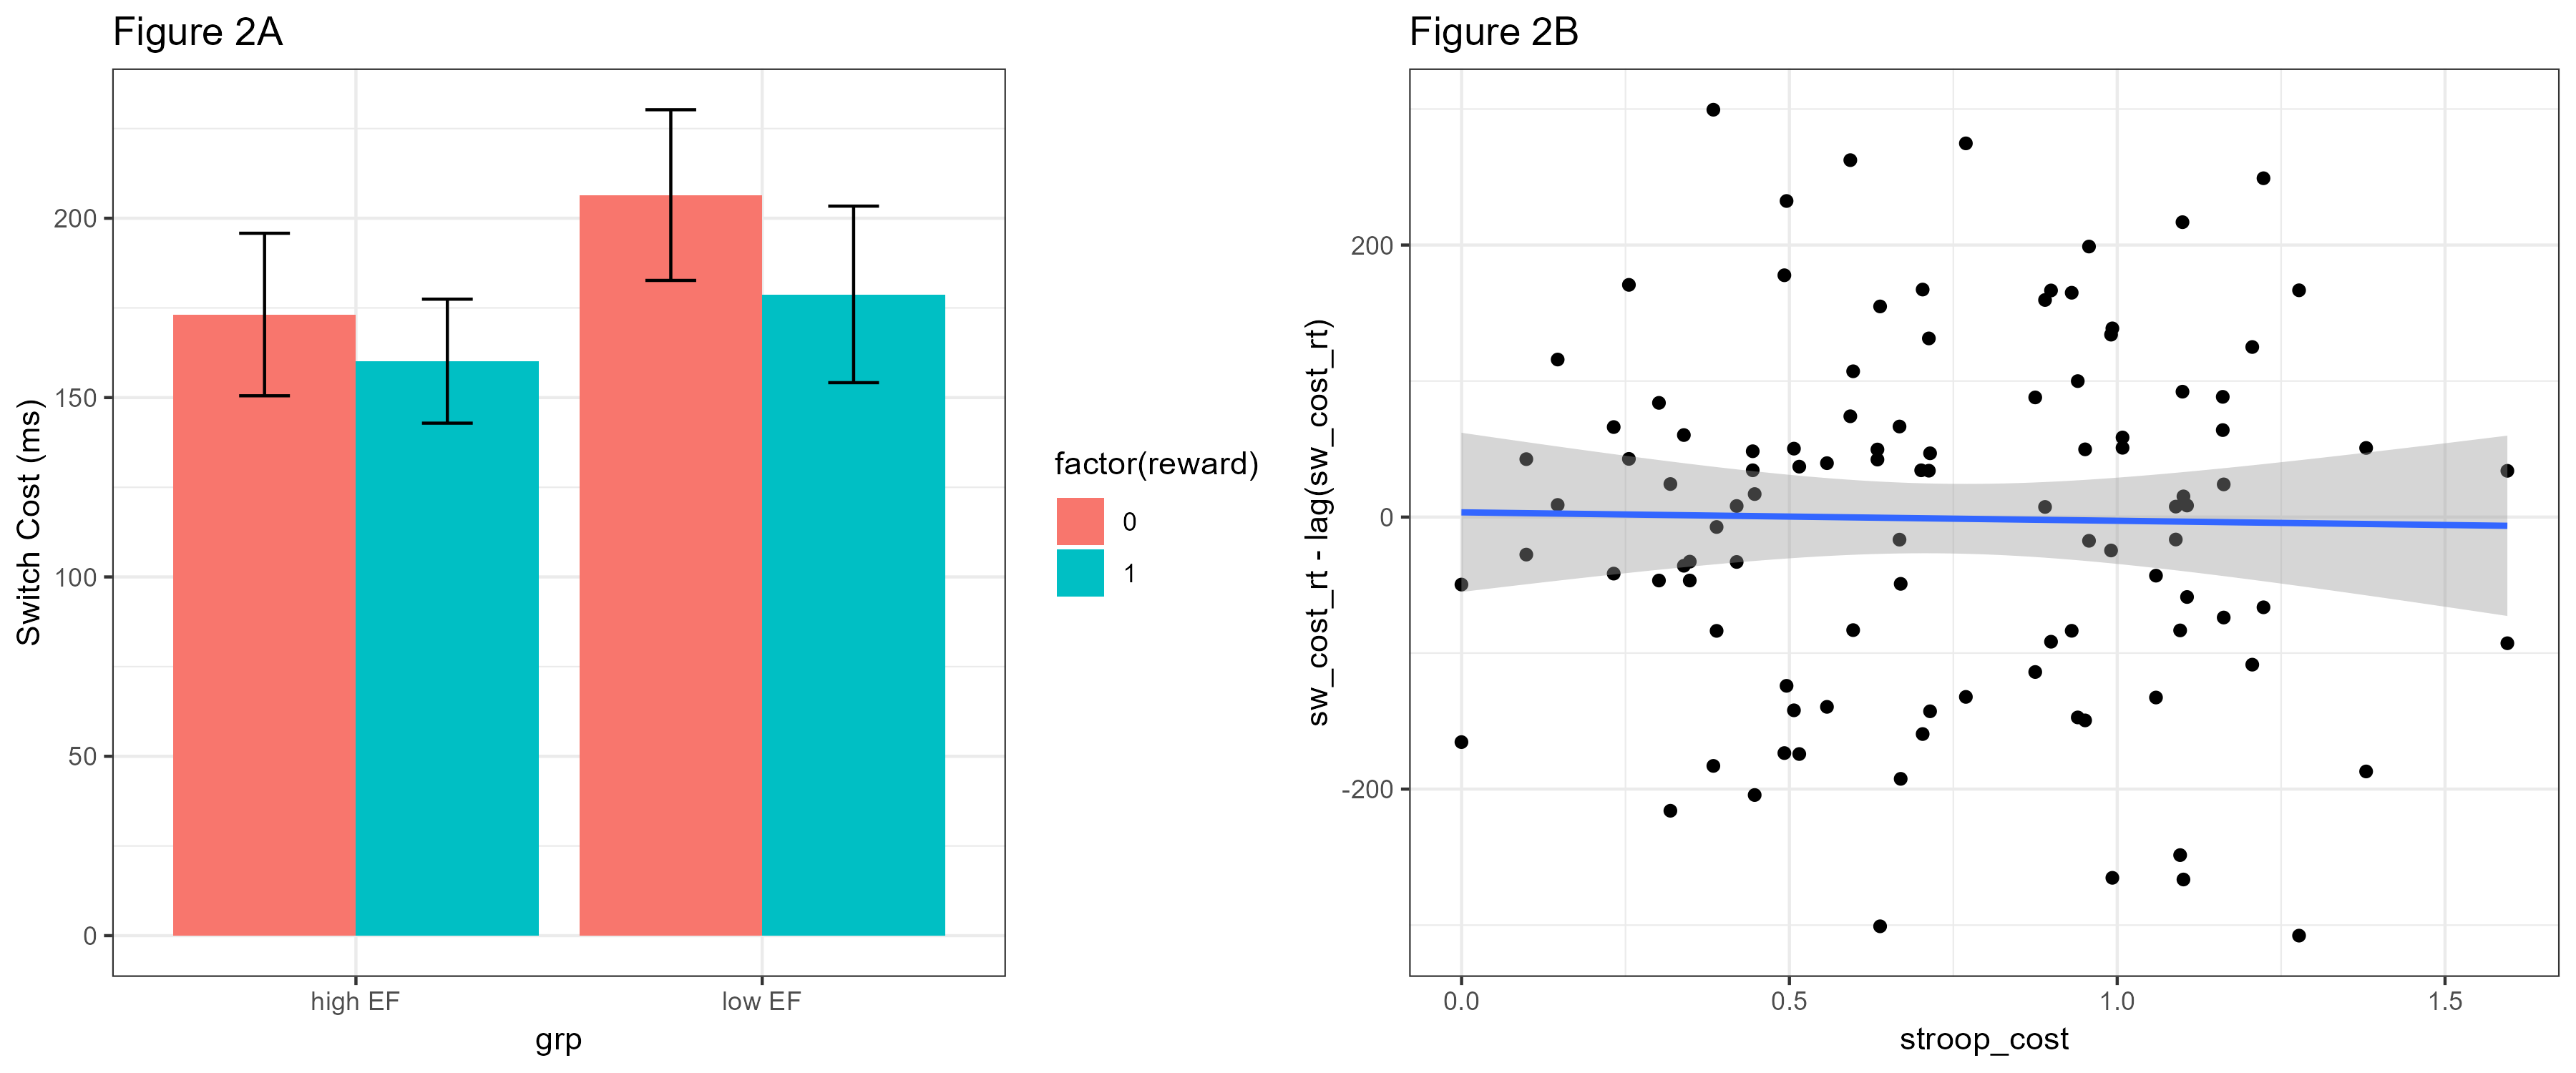 Figure 2A
Switch Cost (ms)
200
150
100
50
0
high EF
low EF
grp
factor(reward)
0
1
Figure 2B
sw_cost_rt - lag(sw_cost_rt)
200
0
-200
0.0
0.5
1.0
1.5
stroop_cost